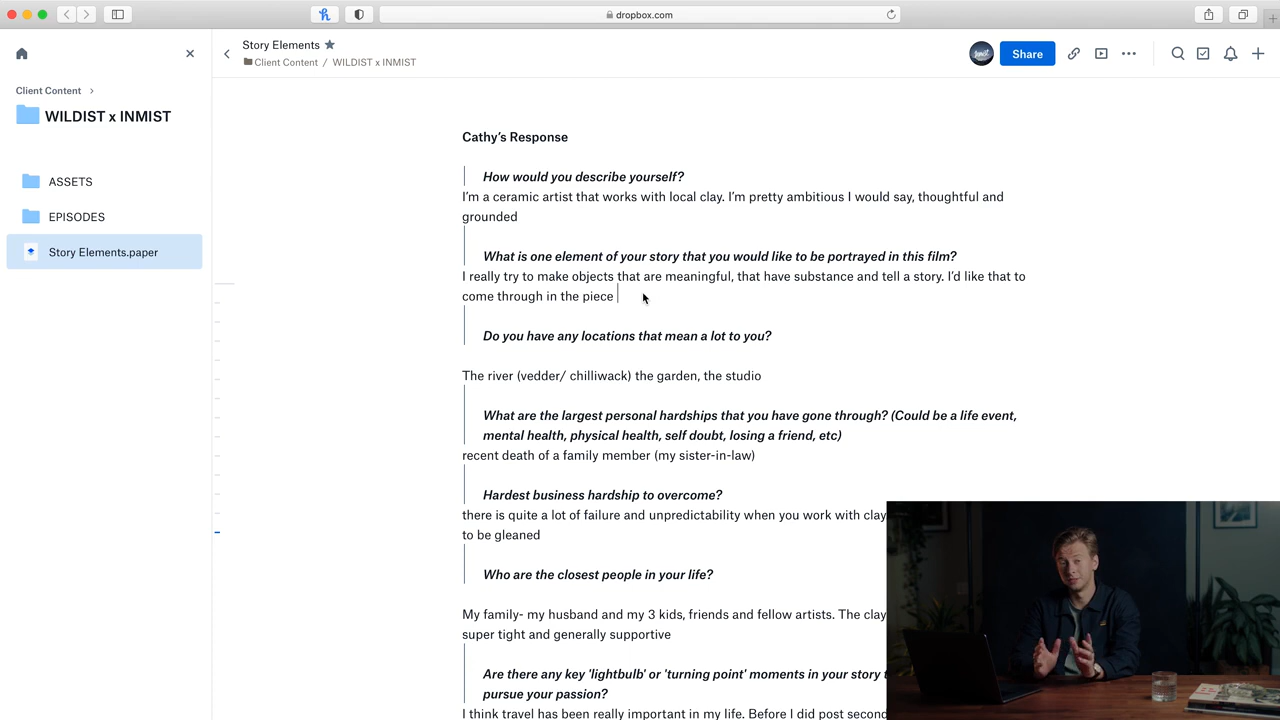 dropbox.com
Story Elements
Client Content / WILDIST x INMIST
Share
Client Content
WILDIST x INMIST
ASSETS
EPISODES
Story Elements.paper
Cathy's Response
How would you describe yourself?
I'm a ceramic artist that works with local clay. I'm pretty ambitious I would say, thoughtful and
grounded
What is one element of your story that you would like to be portrayed in this film?
I really try to make objects that are meaningful, that have substance and tell a story. I'd like that to
come through in the piece
Do you have any locations that mean a lot to you?
The river (vedder/ chilliwack) the garden, the studio
What are the largest personal hardships that you have gone through? (Could be a life event,
mental health, physical health, self doubt, losing a friend, etc)
recent death of a family member (my sister-in-law)
Hardest business hardship to overcome?
there is quite a lot of failure and unpredictability when you work with clay
to be gleaned
Who are the closest people in your life?
My family- my husband and my 3 kids, friends and fellow artists. The clay
super tight and generally supportive
Are there any key 'lightbulb' or 'turning point' moments in your story
pursue your passion?
I think travel has been really important in my life. Before I did post second